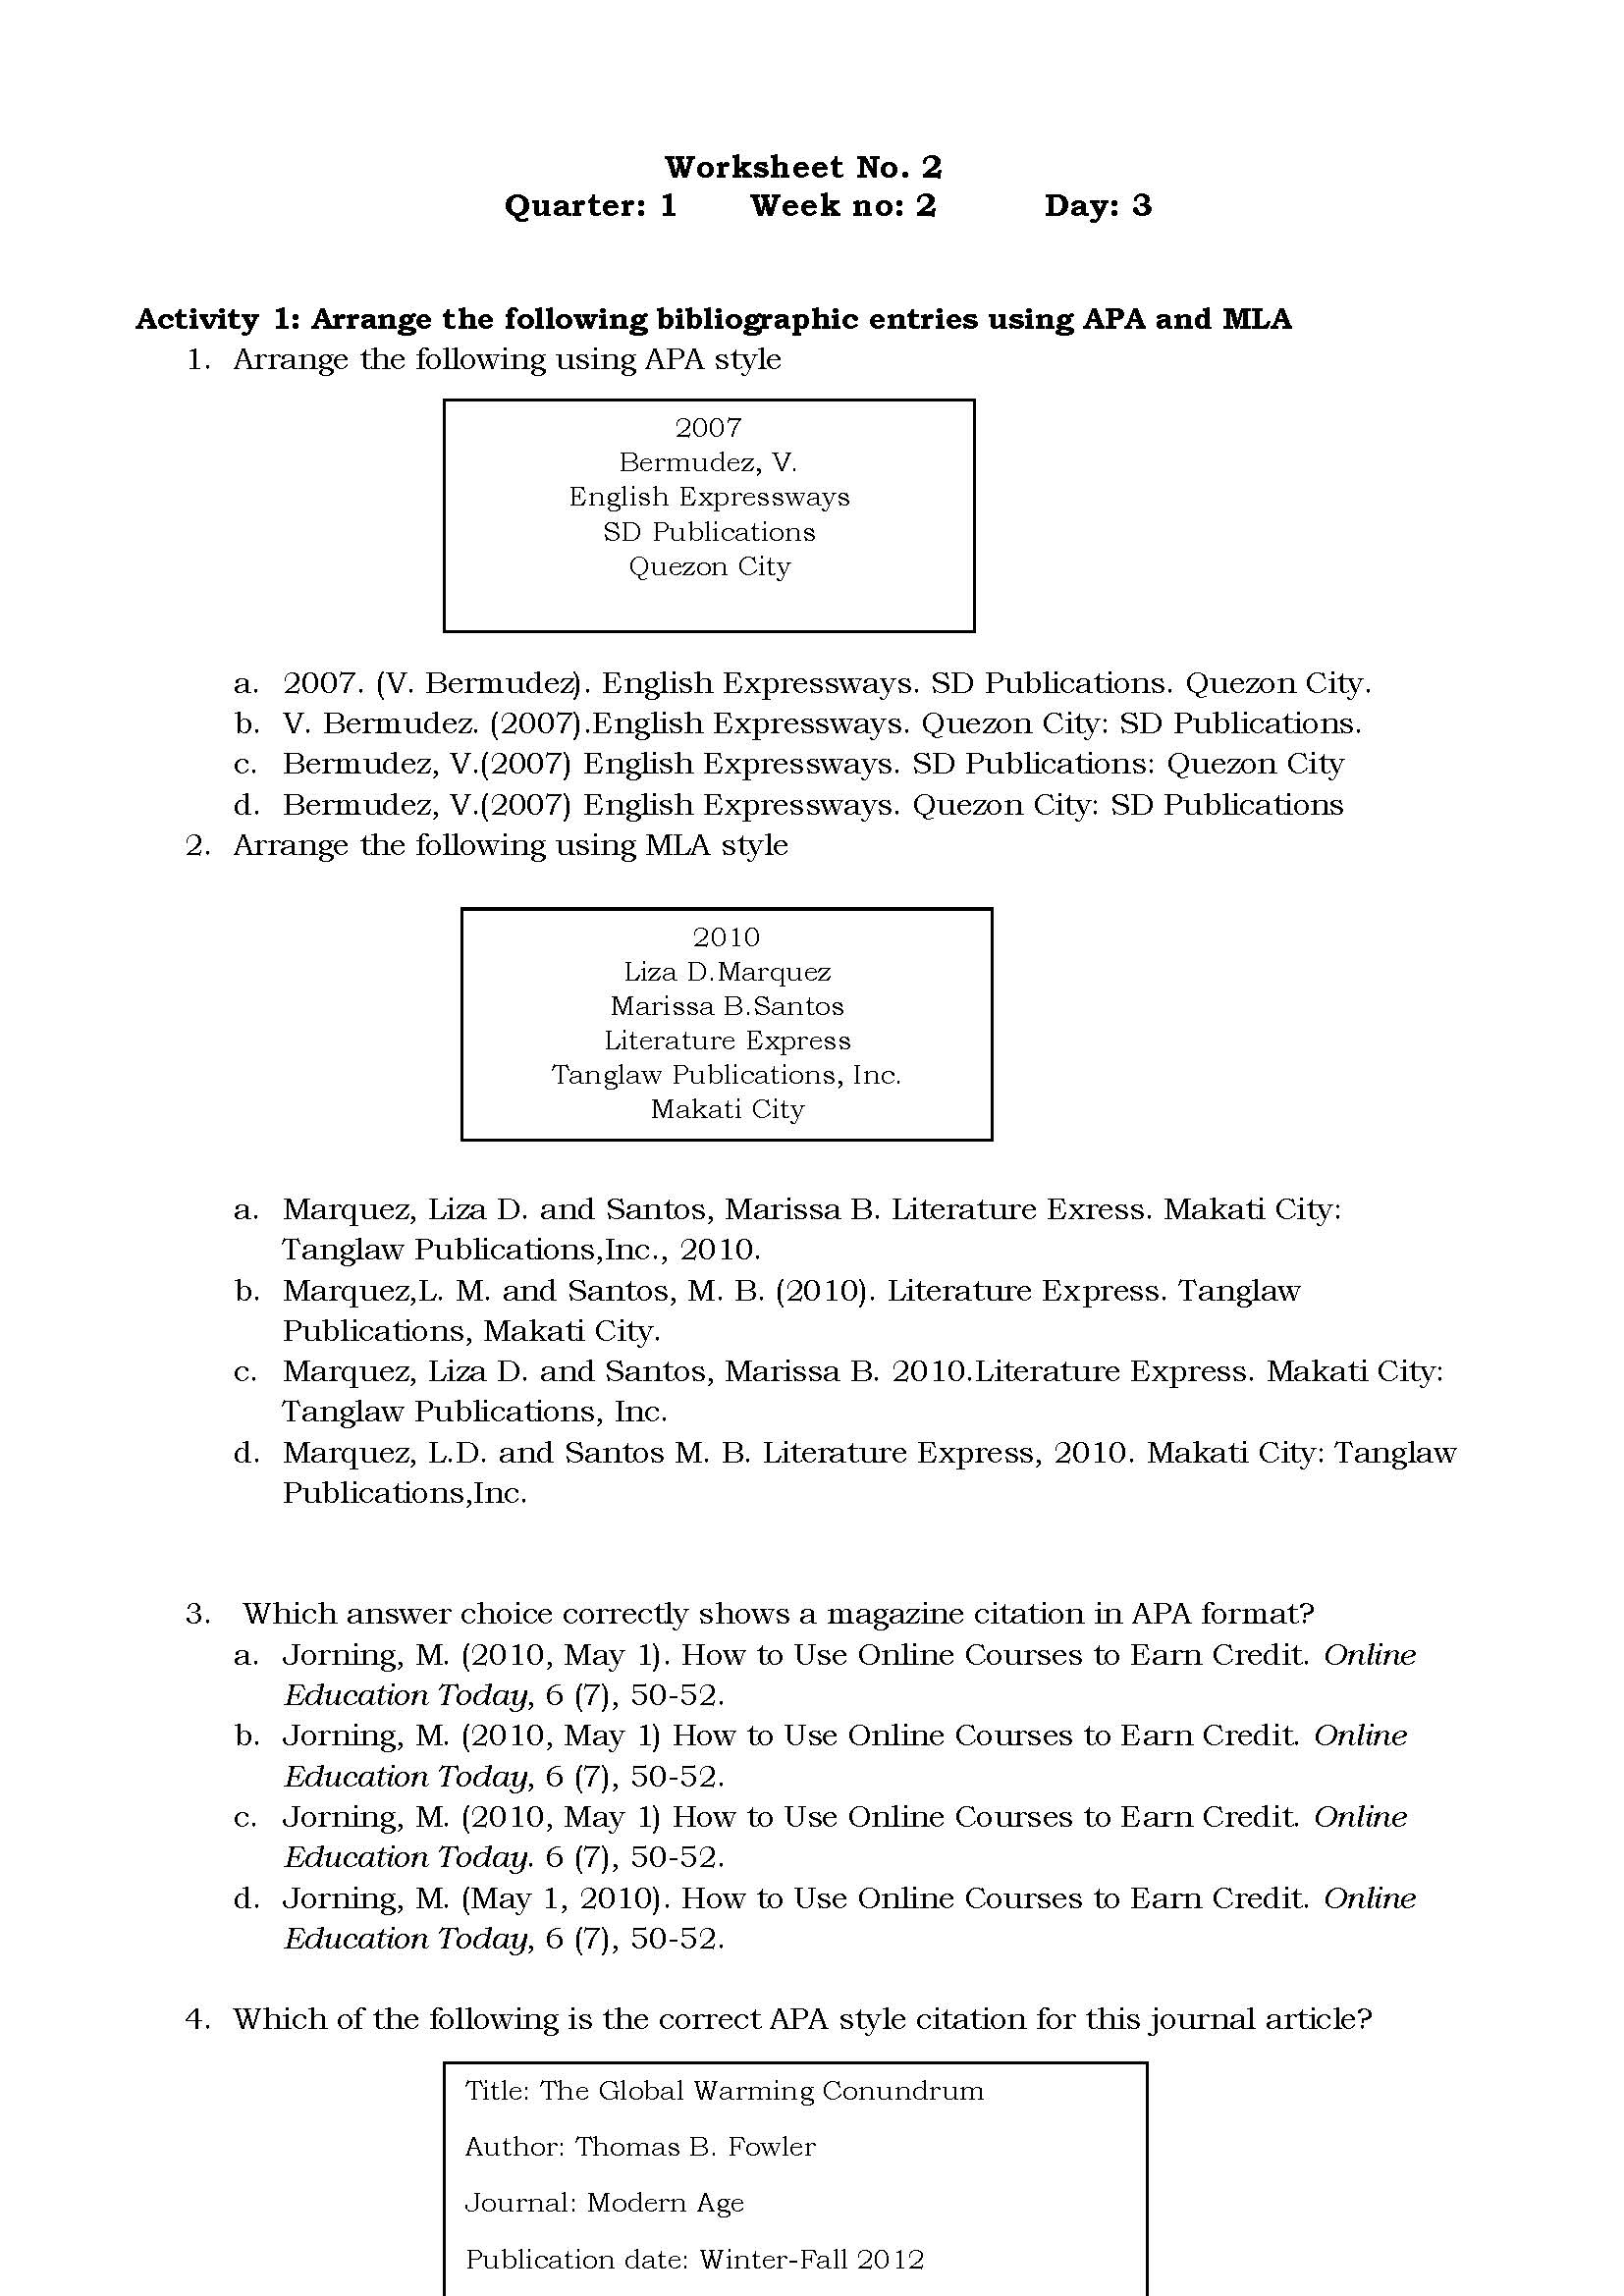 Worksheet No. 2
Quarter: 1 Week no: 2 Day: 3
Activity 1: Arrange the following bibliographic entries using APA and MLA
1. Arrange the following using APA style
2007
Bermudez, V.
English Expressways
SD Publications
Quezon City
a. 2007. (V. Bermudez). English Expressways. SD Publications. Quezon City.
b. V. Bermudez. (2007).English Expressways. Quezon City: SD Publications.
c. Bermudez, V.(2007) English Expressways. SD Publications: Quezon City
d. Bermudez, V.(2007) English Expressways. Quezon City: SD Publications
2. Arrange the following using MLA style
2010
Liza D.Marquez
Marissa B.Santos
Literature Express
Tanglaw Publications, Inc.
Makati City
a. Marquez, Liza D. and Santos, Marissa B. Literature Exress. Makati City:
Tanglaw Publications,Inc., 2010.
b. Marquez,L. M. and Santos, M. B. (2010). Literature Express. Tanglaw
Publications, Makati City.
c. Marquez, Liza D. and Santos, Marissa B. 2010.Literature Express. Makati City:
Tanglaw Publications, Inc.
d. Marquez, L.D. and Santos M. B. Literature Express, 2010. Makati City: Tanglaw
Publications,Inc.
3. Which answer choice correctly shows a magazine citation in APA format?
a. Jorning, M. (2010, May 1). How to Use Online Courses to Earn Credit. Online
Education Today, 6 (7), 50-52.
b. Jorning, M. (2010, May 1) How to Use Online Courses to Earn Credit. Online
Education Today, 6 (7), 50-52.
c. Jorning, M. (2010, May 1) How to Use Online Courses to Earn Credit. Online
Education Today. 6 (7), 50-52.
d. Jorning, M. (May 1, 2010). How to Use Online Courses to Earn Credit. Online
Education Today, 6 (7), 50-52.
4. Which of the following is the correct APA style citation for this journal article?
Title: The Global Warming Conundrum
Author: Thomas B. Fowler
Journal: Modern Age
Publication date: Winter-Fall 2012